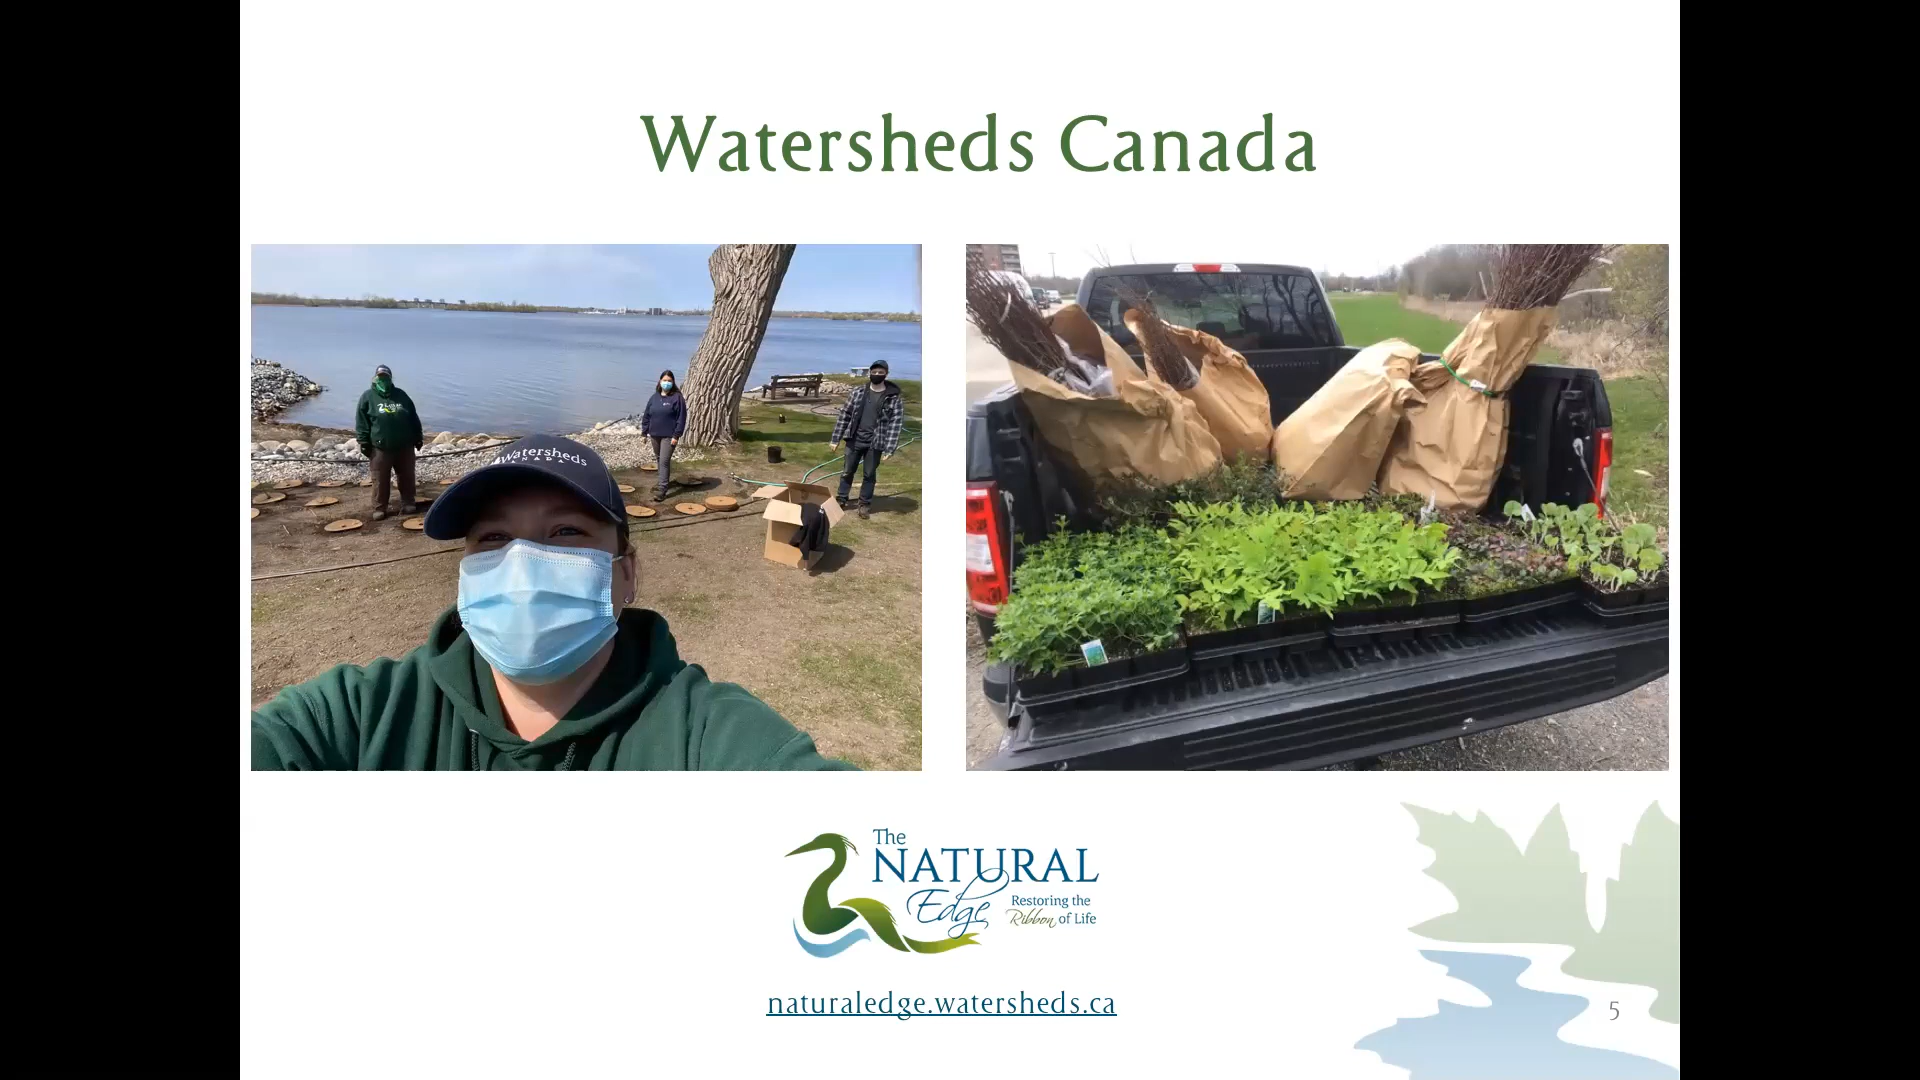 Watersheds Canada
Watersheds
CANADA
The
NATURAL
Edge
Restoring the
Ribbon of Life
naturaledge.watersheds.ca
5